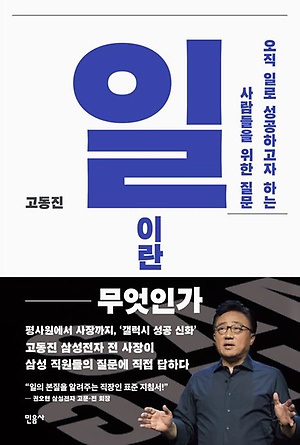 오직 일로 성공하고자 하는
사람들을 위한 질문
고동진
일
이란
무엇인가
평사원에서 사장까지, ‘갤럭시 성공 신화’
고동진 삼성전자 전 사장이
삼성 직원들의 질문에 직접 답하다
“일의 본질을 알려주는 직장인 표준 지침서!”
— 권오현 삼성전자 고문·전 회장
민음사